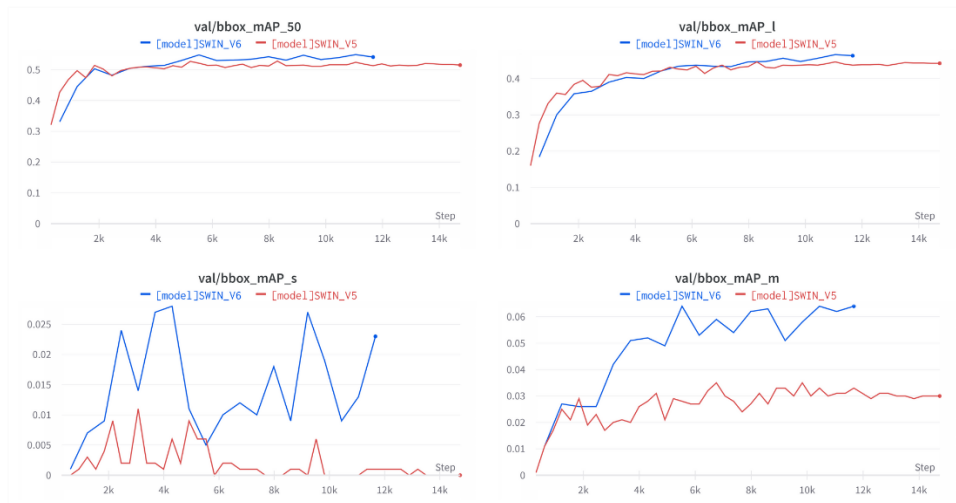 val/bbox_mAP_50
[model]SWIN_V6 [model]SWIN_V5
0.5
0.4
0.3
0.2
0.1
0
Step
2k 4k 6k 8k 10k 12k 14k
val/bbox_mAP_l
[model]SWIN_V6 [model]SWIN_V5
0.4
0.3
0.2
0.1
0
Step
2k 4k 6k 8k 10k 12k 14k
val/bbox_mAP_s
[model]SWIN_V6 [model]SWIN_V5
0.025
0.02
0.015
0.01
0.005
0
Step
2k 4k 6k 8k 10k 12k 14k
val/bbox_mAP_m
[model]SWIN_V6 [model]SWIN_V5
0.06
0.05
0.04
0.03
0.02
0.01
0
Step
2k 4k 6k 8k 10k 12k 14k